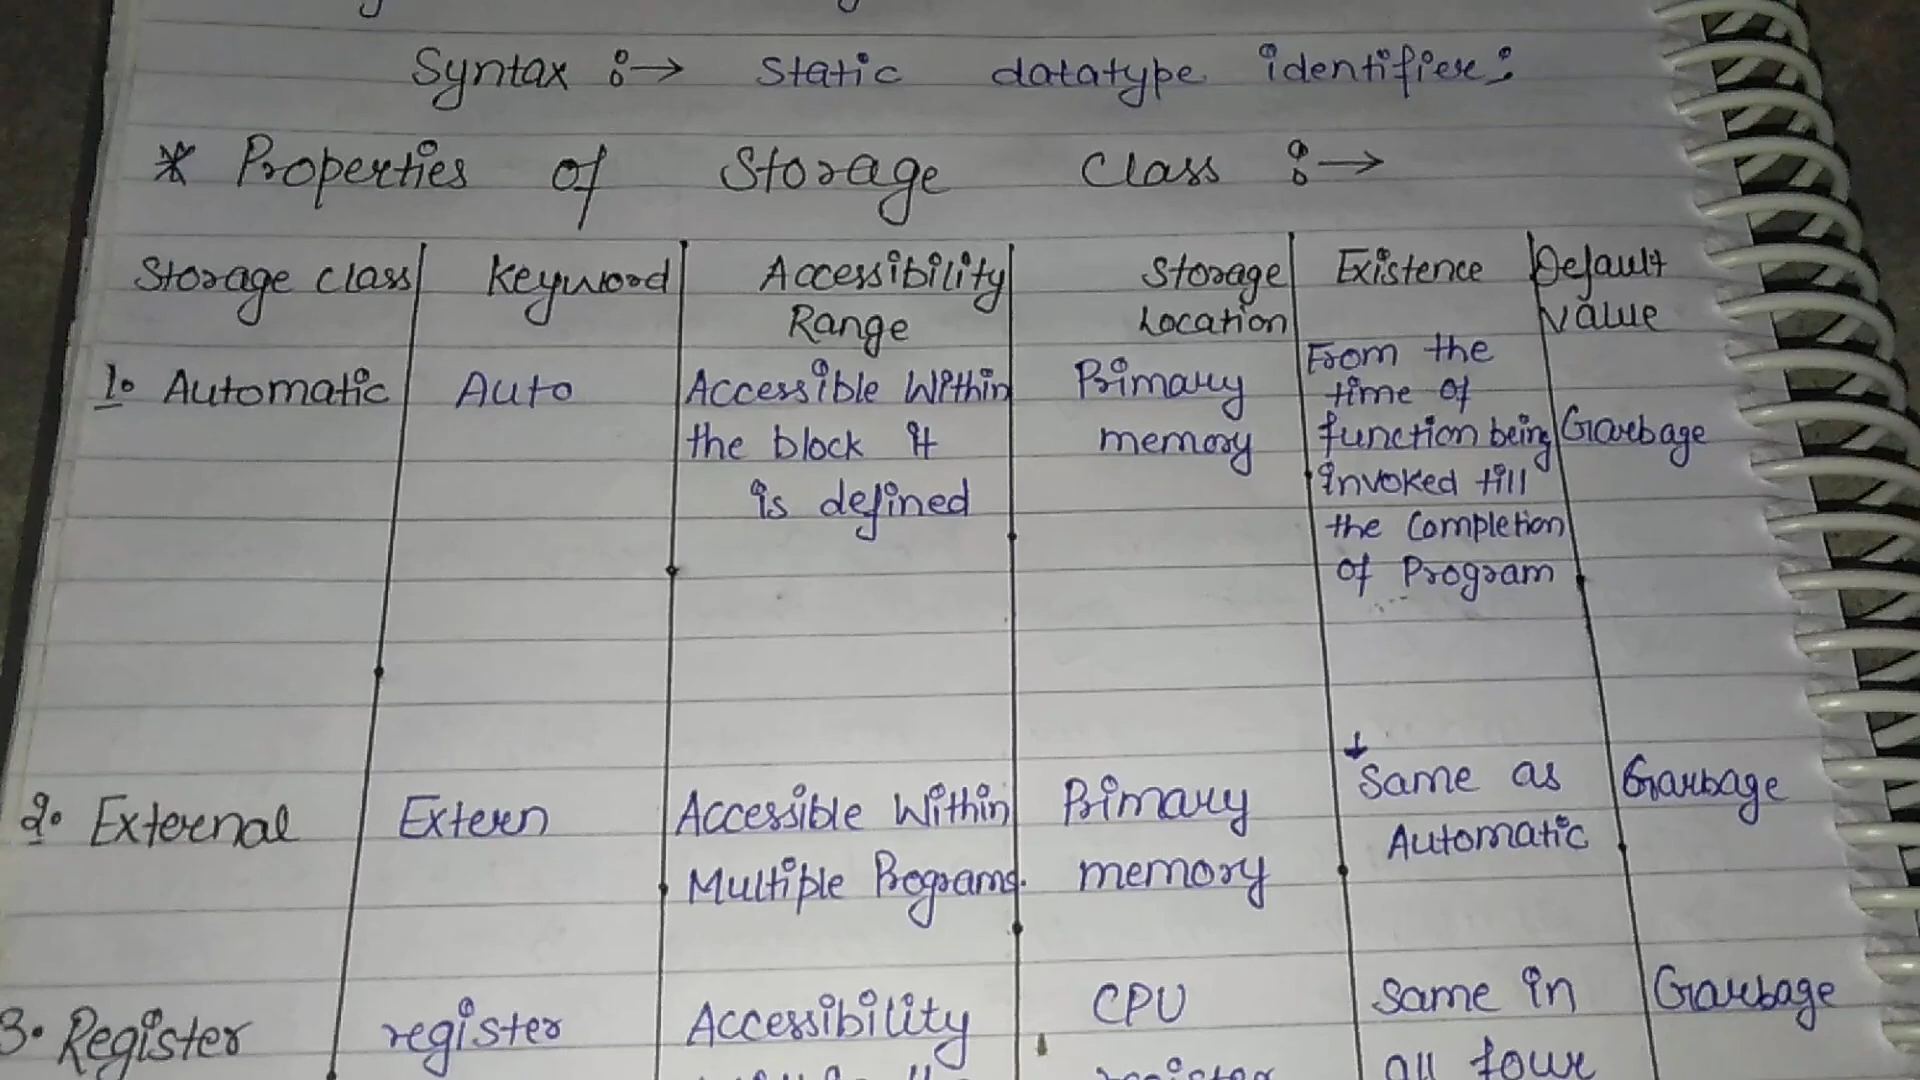 Syntax :→ Static datatype identifier;
* Properties of Storage Class :→
Storage class Keyword Accessibility Range Storage Location Existence Default value
1. Automatic Auto Accessible Within the block it is defined Primary memory From the time of function being invoked till the Completion of Program Garbage
2. External Extern Accessible Within Multiple Programs. Primary memory Same as Automatic Garbage
3. Register register Accessibility CPU register Same in all four Garbage